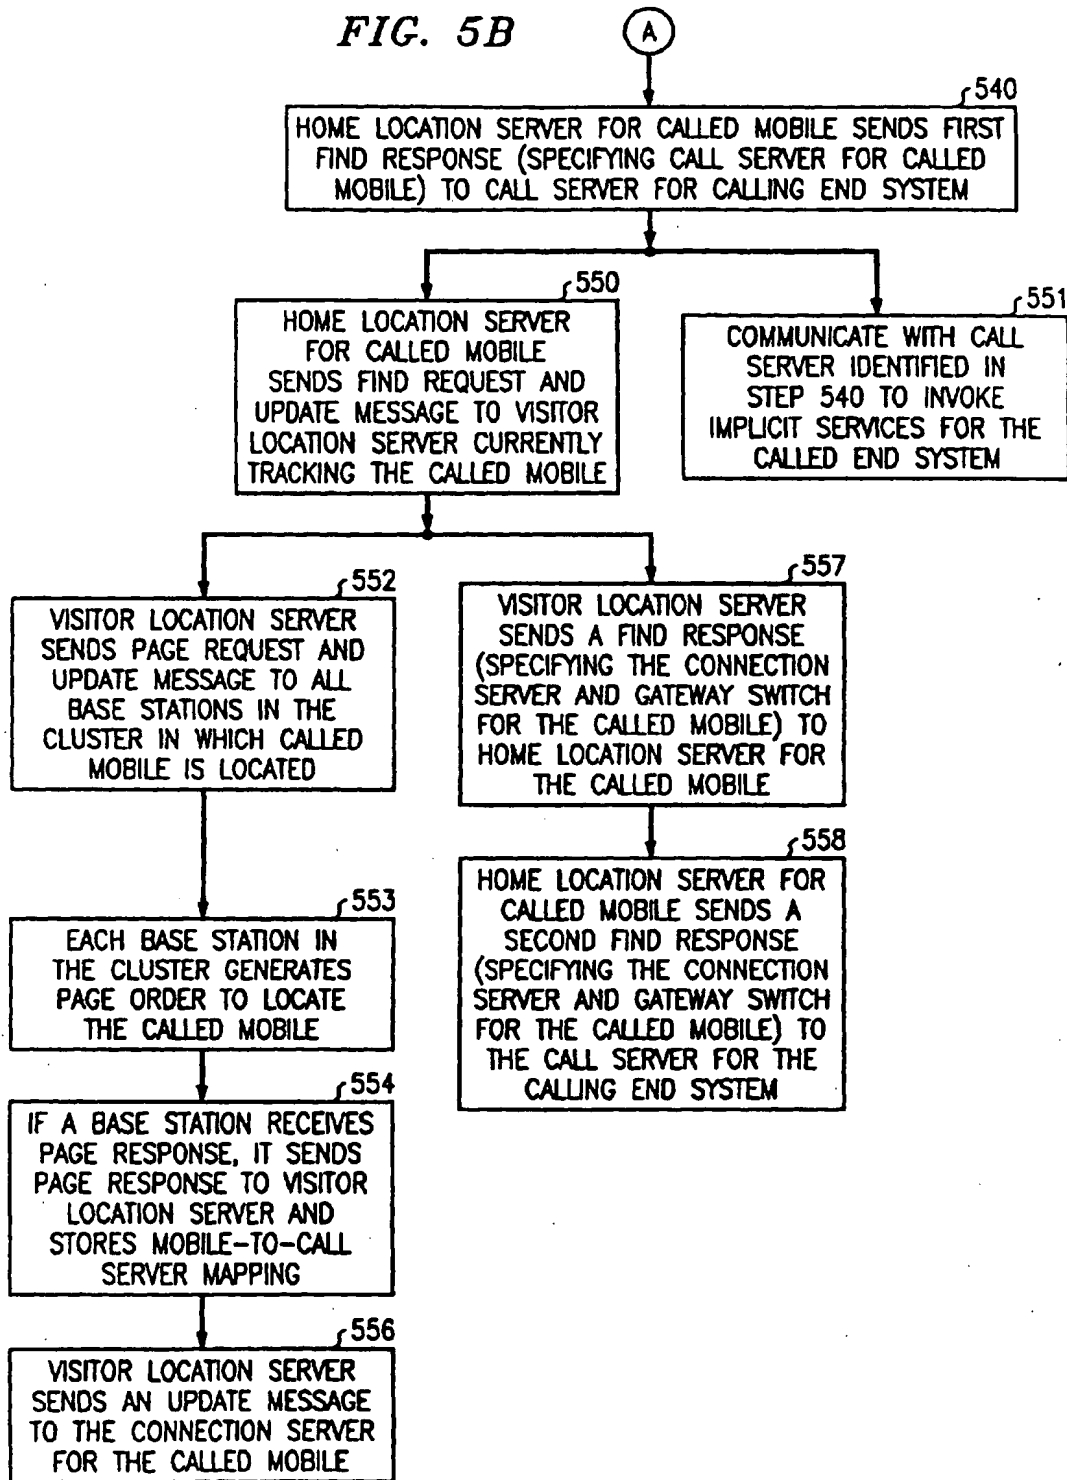 FIG. 5B
A
540
HOME LOCATION SERVER FOR CALLED MOBILE SENDS FIRST
FIND RESPONSE (SPECIFYING CALL SERVER FOR CALLED
MOBILE) TO CALL SERVER FOR CALLING END SYSTEM
550
HOME LOCATION SERVER
FOR CALLED MOBILE
SENDS FIND REQUEST AND
UPDATE MESSAGE TO VISITOR
LOCATION SERVER CURRENTLY
TRACKING THE CALLED MOBILE
551
COMMUNICATE WITH CALL
SERVER IDENTIFIED IN
STEP 540 TO INVOKE
IMPLICIT SERVICES FOR THE
CALLED END SYSTEM
552
VISITOR LOCATION SERVER
SENDS PAGE REQUEST AND
UPDATE MESSAGE TO ALL
BASE STATIONS IN THE
CLUSTER IN WHICH CALLED
MOBILE IS LOCATED
557
VISITOR LOCATION SERVER
SENDS A FIND RESPONSE
(SPECIFYING THE CONNECTION
SERVER AND GATEWAY SWITCH
FOR THE CALLED MOBILE) TO
HOME LOCATION SERVER FOR
THE CALLED MOBILE
553
EACH BASE STATION IN
THE CLUSTER GENERATES
PAGE ORDER TO LOCATE
THE CALLED MOBILE
558
HOME LOCATION SERVER FOR
CALLED MOBILE SENDS A
SECOND FIND RESPONSE
(SPECIFYING THE CONNECTION
SERVER AND GATEWAY SWITCH
FOR THE CALLED MOBILE) TO
THE CALL SERVER FOR THE
CALLING END SYSTEM
554
IF A BASE STATION RECEIVES
PAGE RESPONSE, IT SENDS
PAGE RESPONSE TO VISITOR
LOCATION SERVER AND
STORES MOBILE-TO-CALL
SERVER MAPPING
556
VISITOR LOCATION SERVER
SENDS AN UPDATE MESSAGE
TO THE CONNECTION SERVER
FOR THE CALLED MOBILE